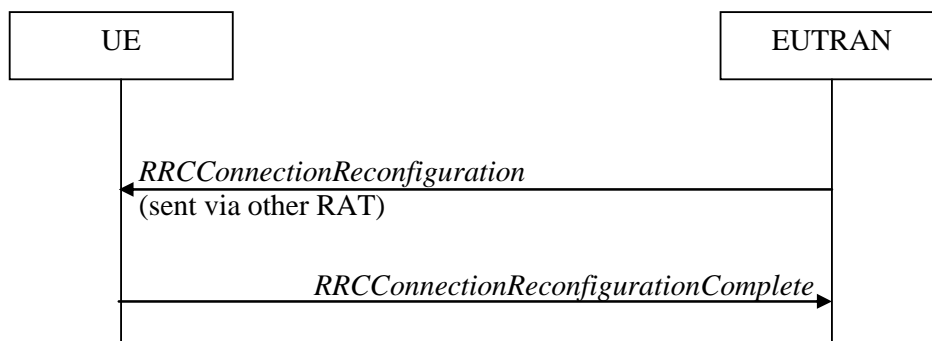 UE
EUTRAN
RRCConnectionReconfiguration
(sent via other RAT)
RRCConnectionReconfigurationComplete